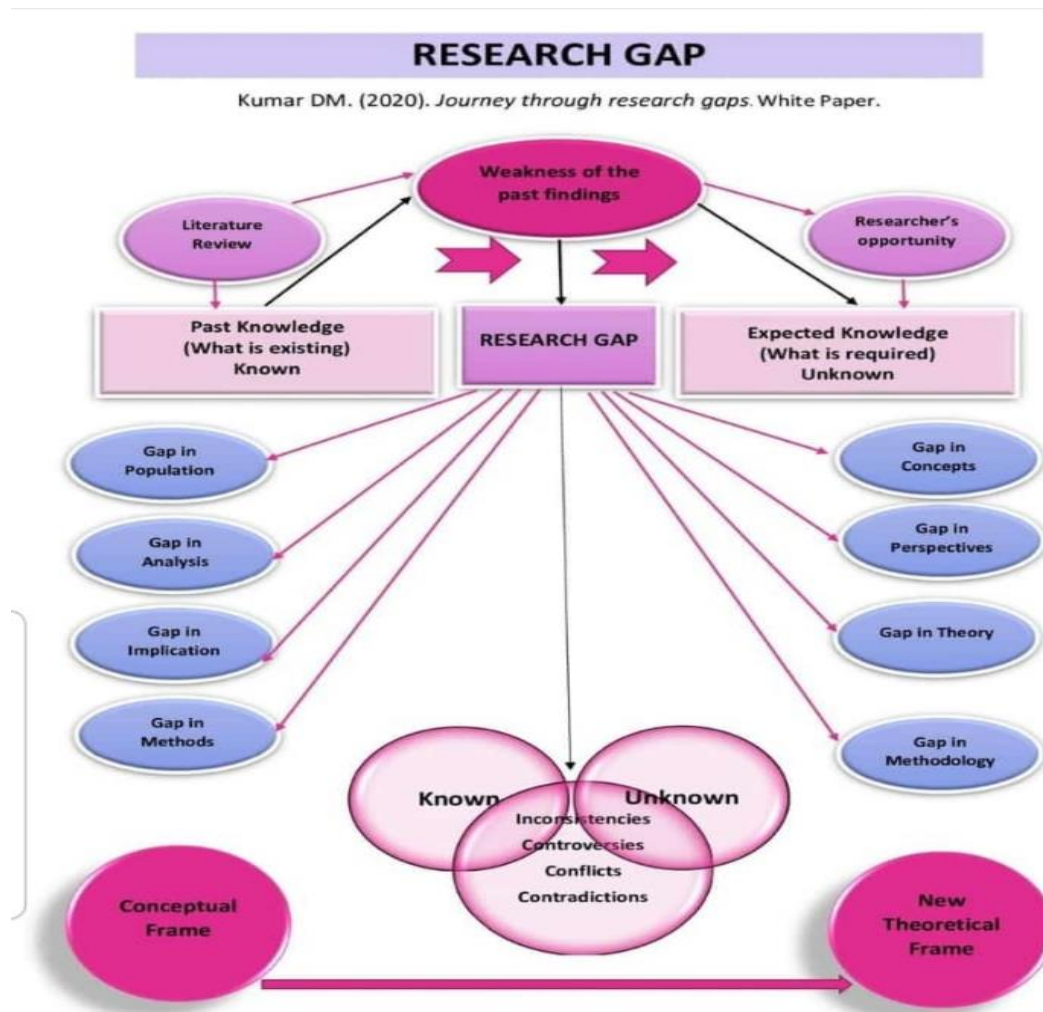 RESEARCH GAP
Kumar DM. (2020). Journey through research gaps. White Paper.
Weakness of the
past findings
Literature
Review
Researcher's
opportunity
Past Knowledge
(What is existing)
Known
RESEARCH GAP
Expected Knowledge
(What is required)
Unknown
Gap in
Population
Gap in
Concepts
Gap in
Analysis
Gap in
Perspectives
Gap in
Implication
Gap in Theory
Gap in
Methods
Gap in
Methodology
Known
Unknown
Inconsistencies
Controversies
Conflicts
Contradictions
Conceptual
Frame
New
Theoretical
Frame